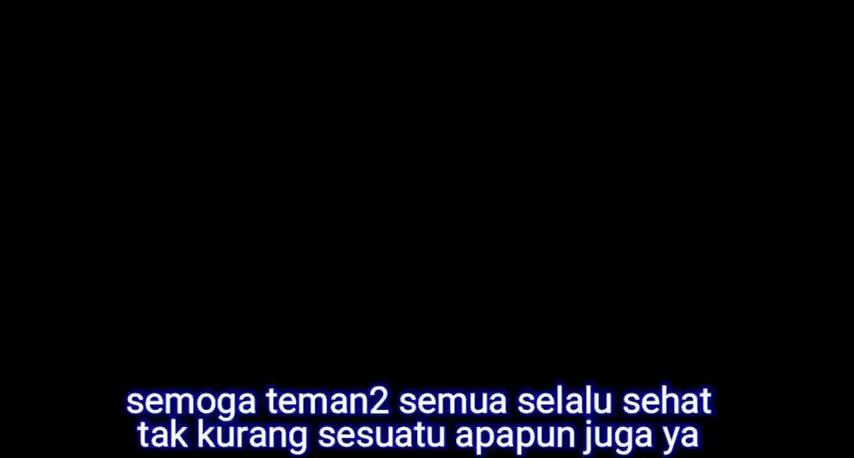 semoga teman2 semua selalu sehat
tak kurang sesuatu apapun juga ya